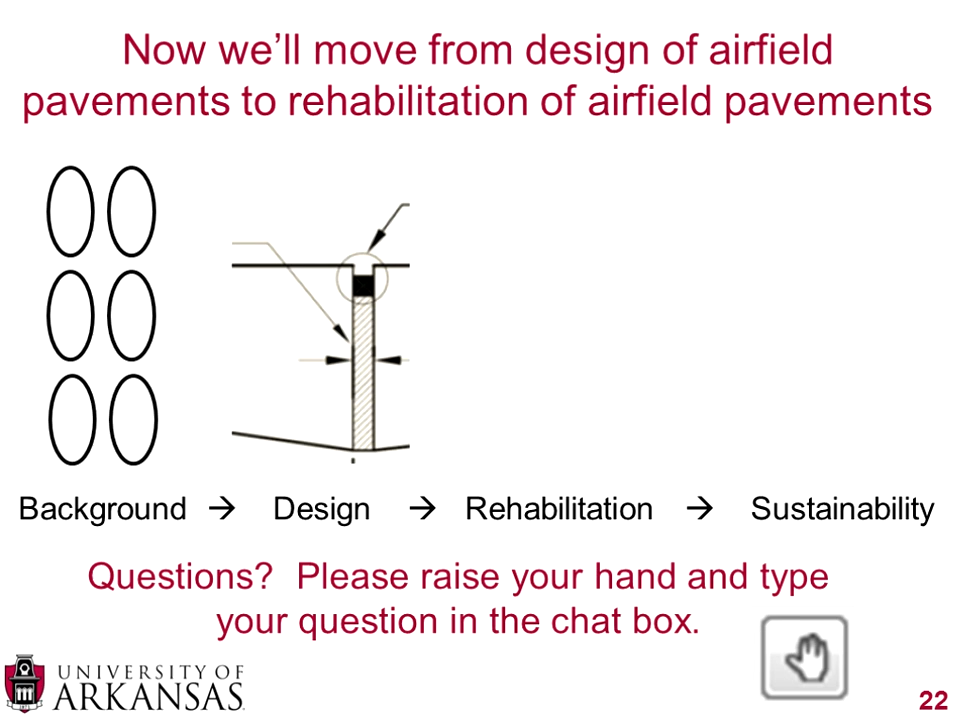 Now we’ll move from design of airfield
pavements to rehabilitation of airfield pavements
Background → Design → Rehabilitation → Sustainability
Questions?  Please raise your hand and type
your question in the chat box.
UNIVERSITY OF
ARKANSAS
22